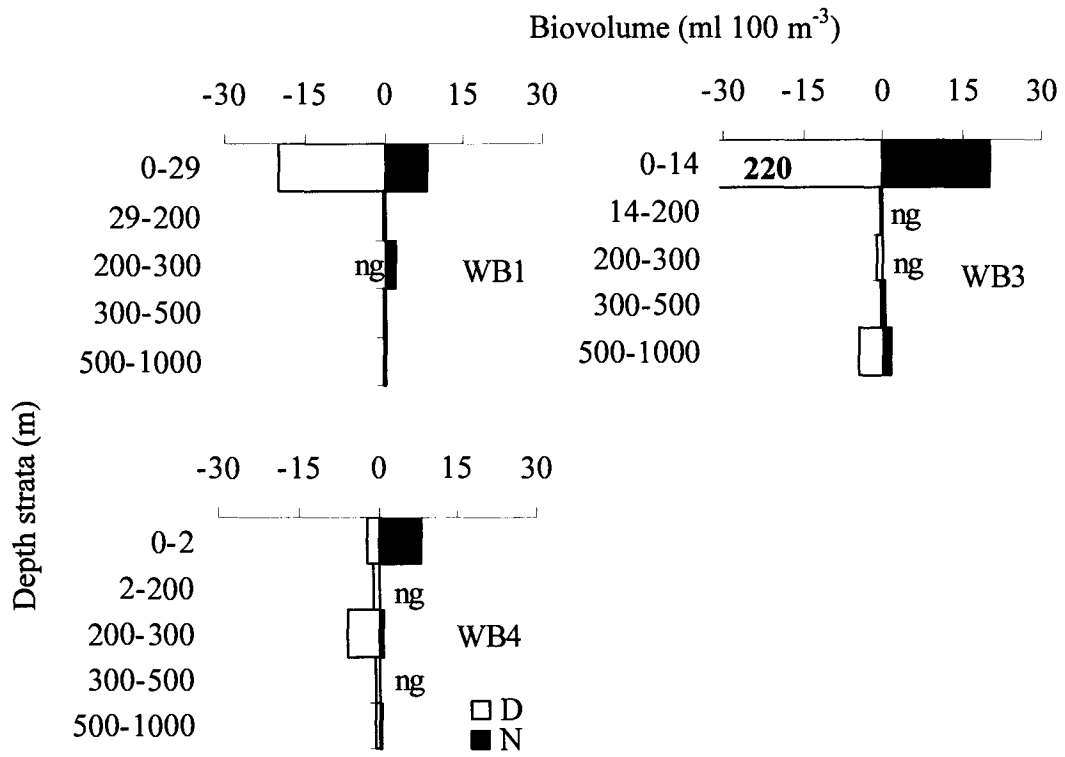 Biovolume (ml 100 m-3)
-30 -15 0 15 30
0-29
29-200
200-300 ng WB1
300-500
500-1000
-30 -15 0 15 30
0-14 220
14-200 ng
200-300 ng WB3
300-500
500-1000
Depth strata (m)
-30 -15 0 15 30
0-2
2-200 ng
200-300 WB4
300-500 ng
500-1000
D
N